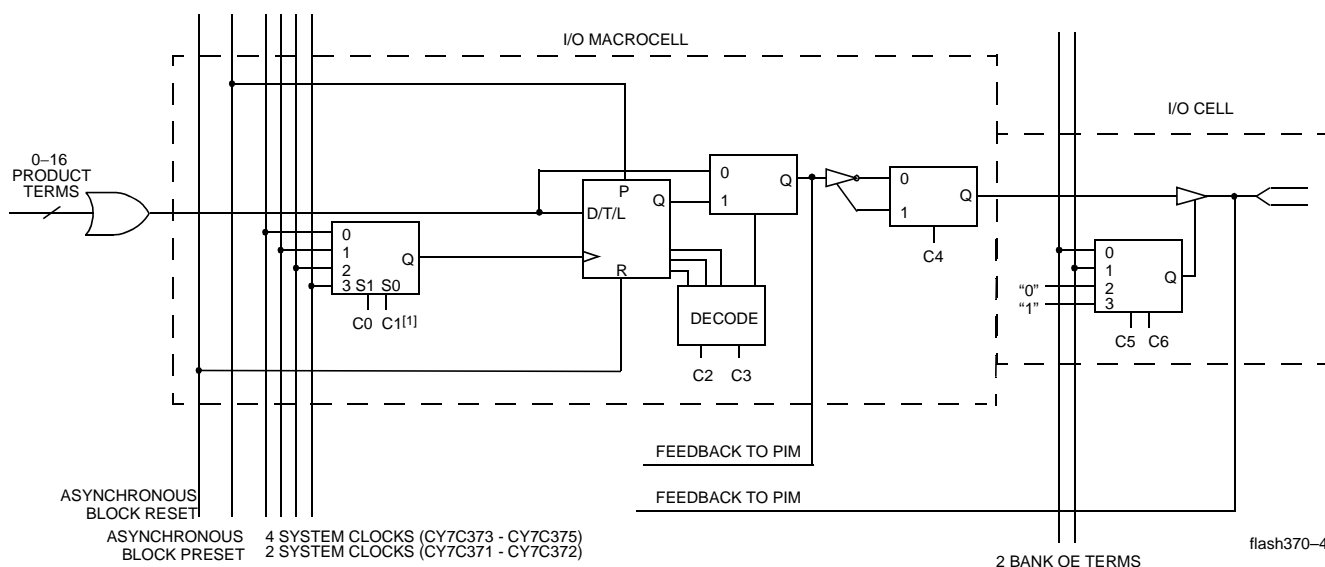 I/O MACROCELL
I/O CELL
0–16
PRODUCT
TERMS
P
D/T/L
Q
R
0
1
Q
0
1
Q
C4
0
1
2
3 S1 S0
Q
C0 C1[1]
DECODE
C2 C3
0
1
2
3
Q
“0”
“1”
C5 C6
FEEDBACK TO PIM
FEEDBACK TO PIM
ASYNCHRONOUS
BLOCK RESET
ASYNCHRONOUS
BLOCK PRESET
4 SYSTEM CLOCKS (CY7C373 - CY7C375)
2 SYSTEM CLOCKS (CY7C371 - CY7C372)
2 BANK OE TERMS
flash370–4